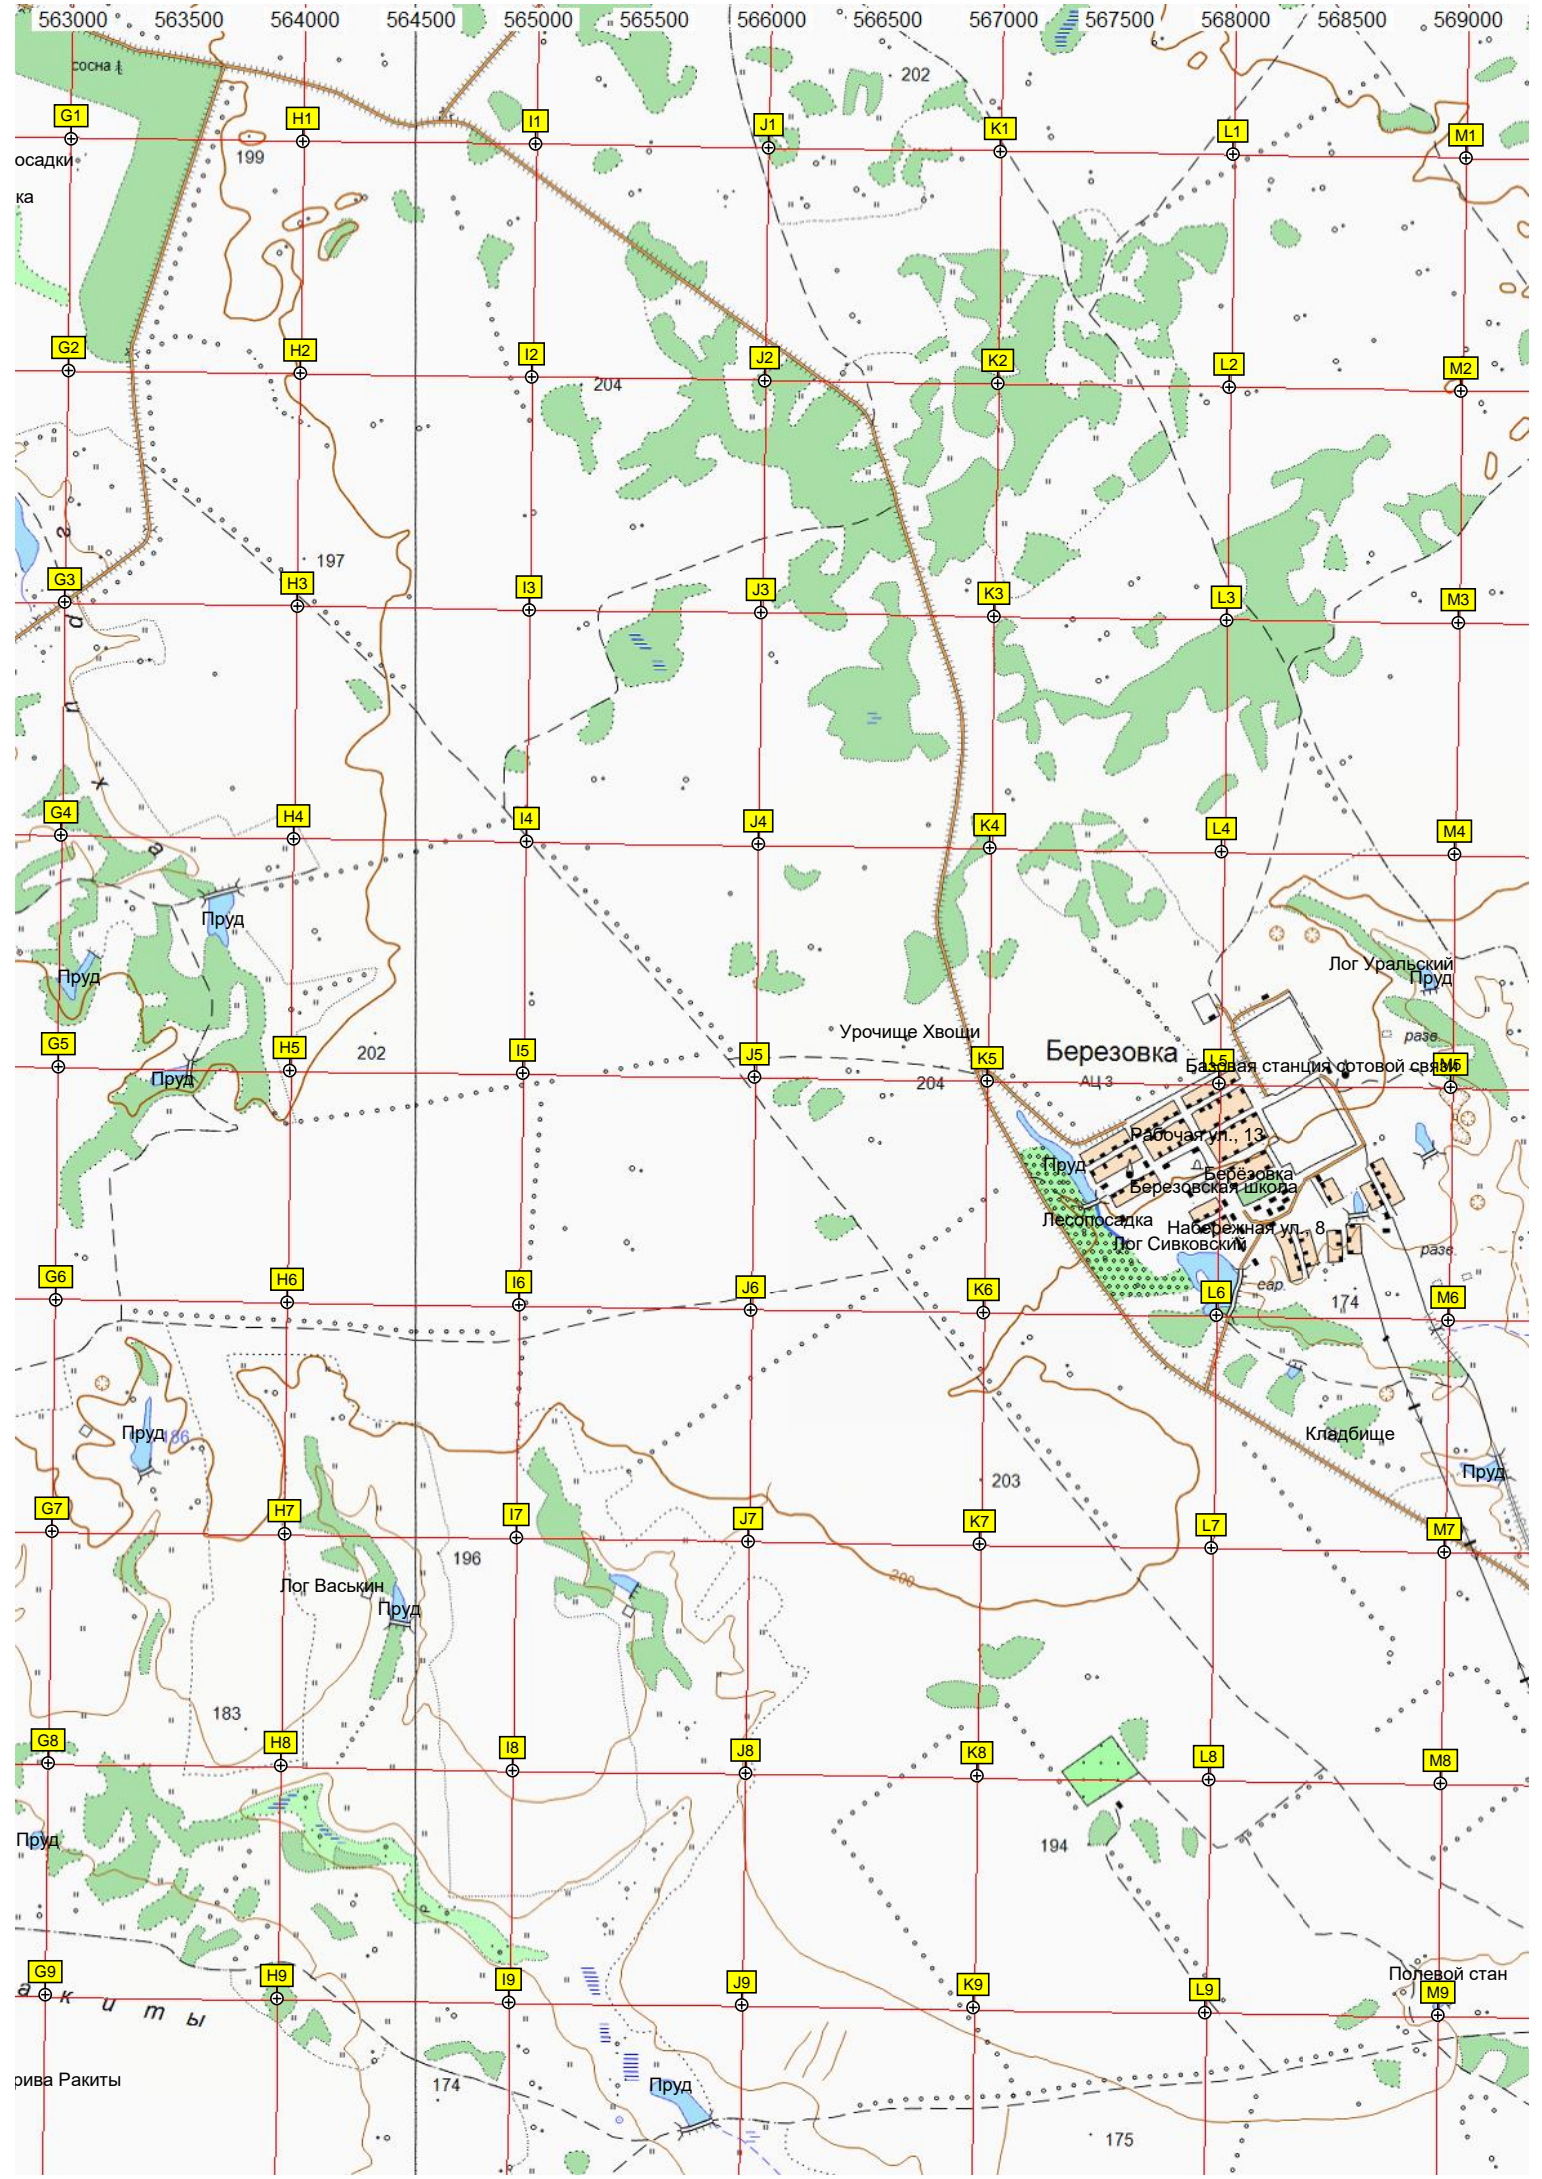 563000 563500 564000 564500 565000 565500 566000 566500 567000 567500 568000 568500 569000
сосна
202
G1 H1 I1 J1 K1 L1 M1
осадки
199
ка
G2 H2 I2 J2 K2 L2 M2
204
г
197
G3 H3 I3 J3 K3 L3 M3
р
и
х
G4 H4 I4 J4 K4 L4 M4
а
Пруд
Лог Уральский
Пруд
Пруд
Урочище Хвощи
разв.
G5 H5 202 I5 J5 K5 Березовка L5 M5
Базовая станция сотовой связи
Пруд
204
АЦ 3
Рабочая ул., 13
Пруд
Берёзовка
Березовская школа
Лесопосадка
Набережная ул., 8
Лог Сивковский
разв.
G6 H6 I6 J6 K6 L6 M6
сар.
174
Пруд
186
Кладбище
Пруд
203
G7 H7 I7 J7 K7 L7 M7
196
Лог Васькин
200
Пруд
183
G8 H8 I8 J8 K8 L8 M8
Пруд
194
Р
G9 H9 I9 J9 K9 L9 M9
Полевой стан
а к и т ы
рива Ракиты
174
Пруд
175